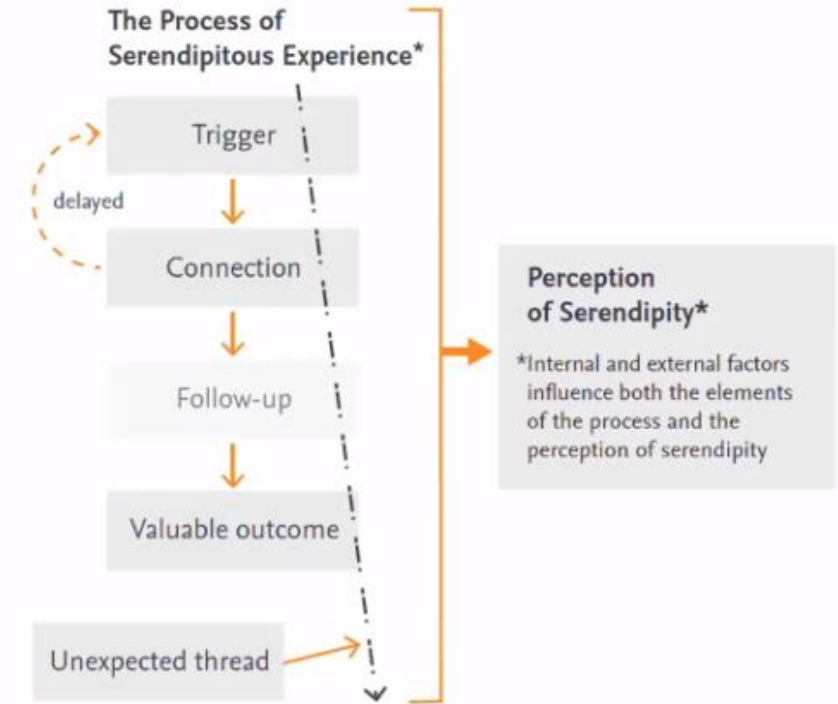 The Process of
Serendipitous Experience*
Trigger
delayed
Connection
Follow-up
Valuable outcome
Unexpected thread
Perception
of Serendipity*
*Internal and external factors
influence both the elements
of the process and the
perception of serendipity